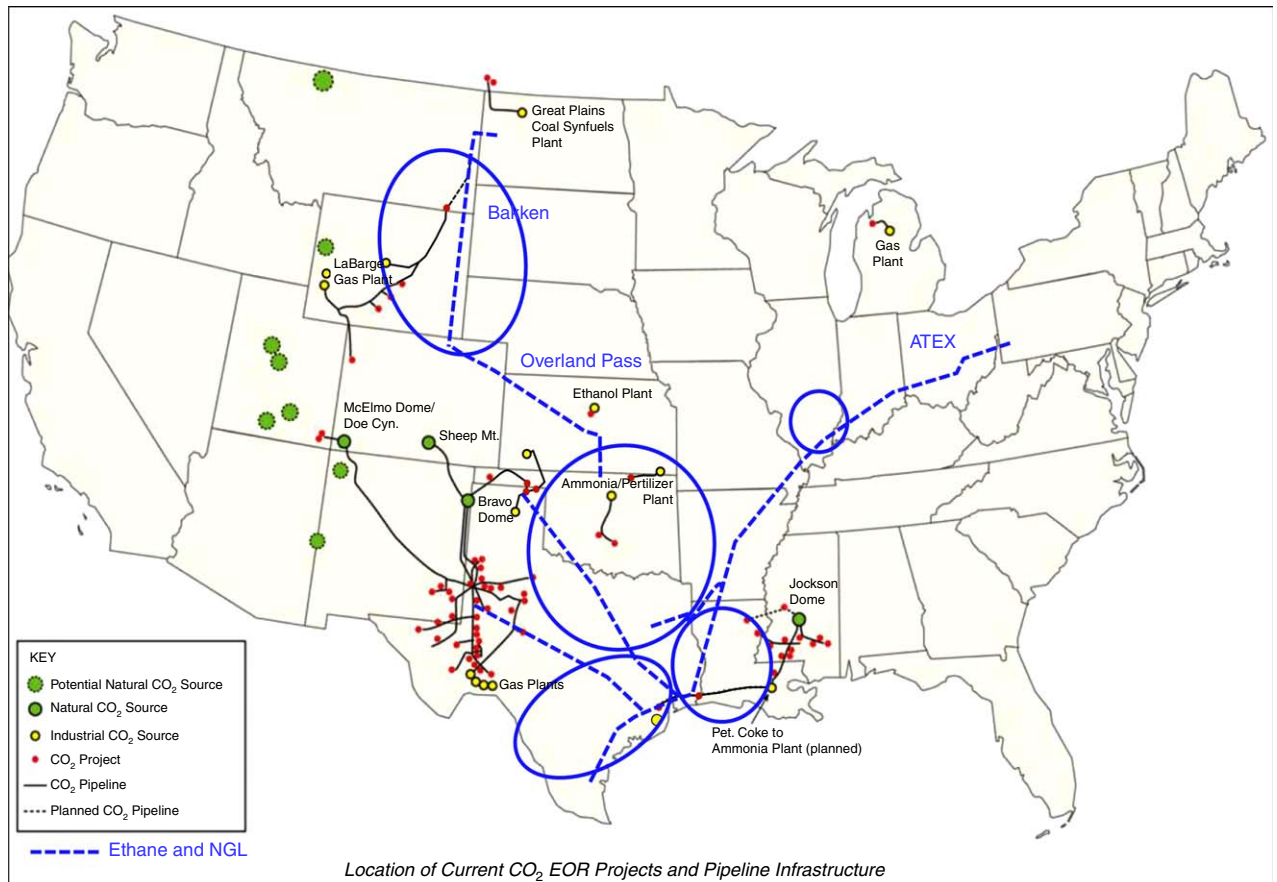 Great Plains
Coal Synfuels
Plant
Bakken
Gas
Plant
LaBarge
Gas Plant
ATEX
Overland Pass
Ethanol Plant
McElmo Dome/
Doe Cyn.
Sheep Mt.
Ammonia/Pertilizer
Plant
Bravo
Dome
Jockson
Dome
Gas Plants
Pet. Coke to
Ammonia Plant (planned)
KEY
Potential Natural CO₂ Source
Natural CO₂ Source
Industrial CO₂ Source
CO₂ Project
CO₂ Pipeline
Planned CO₂ Pipeline
Ethane and NGL
Location of Current CO₂ EOR Projects and Pipeline Infrastructure